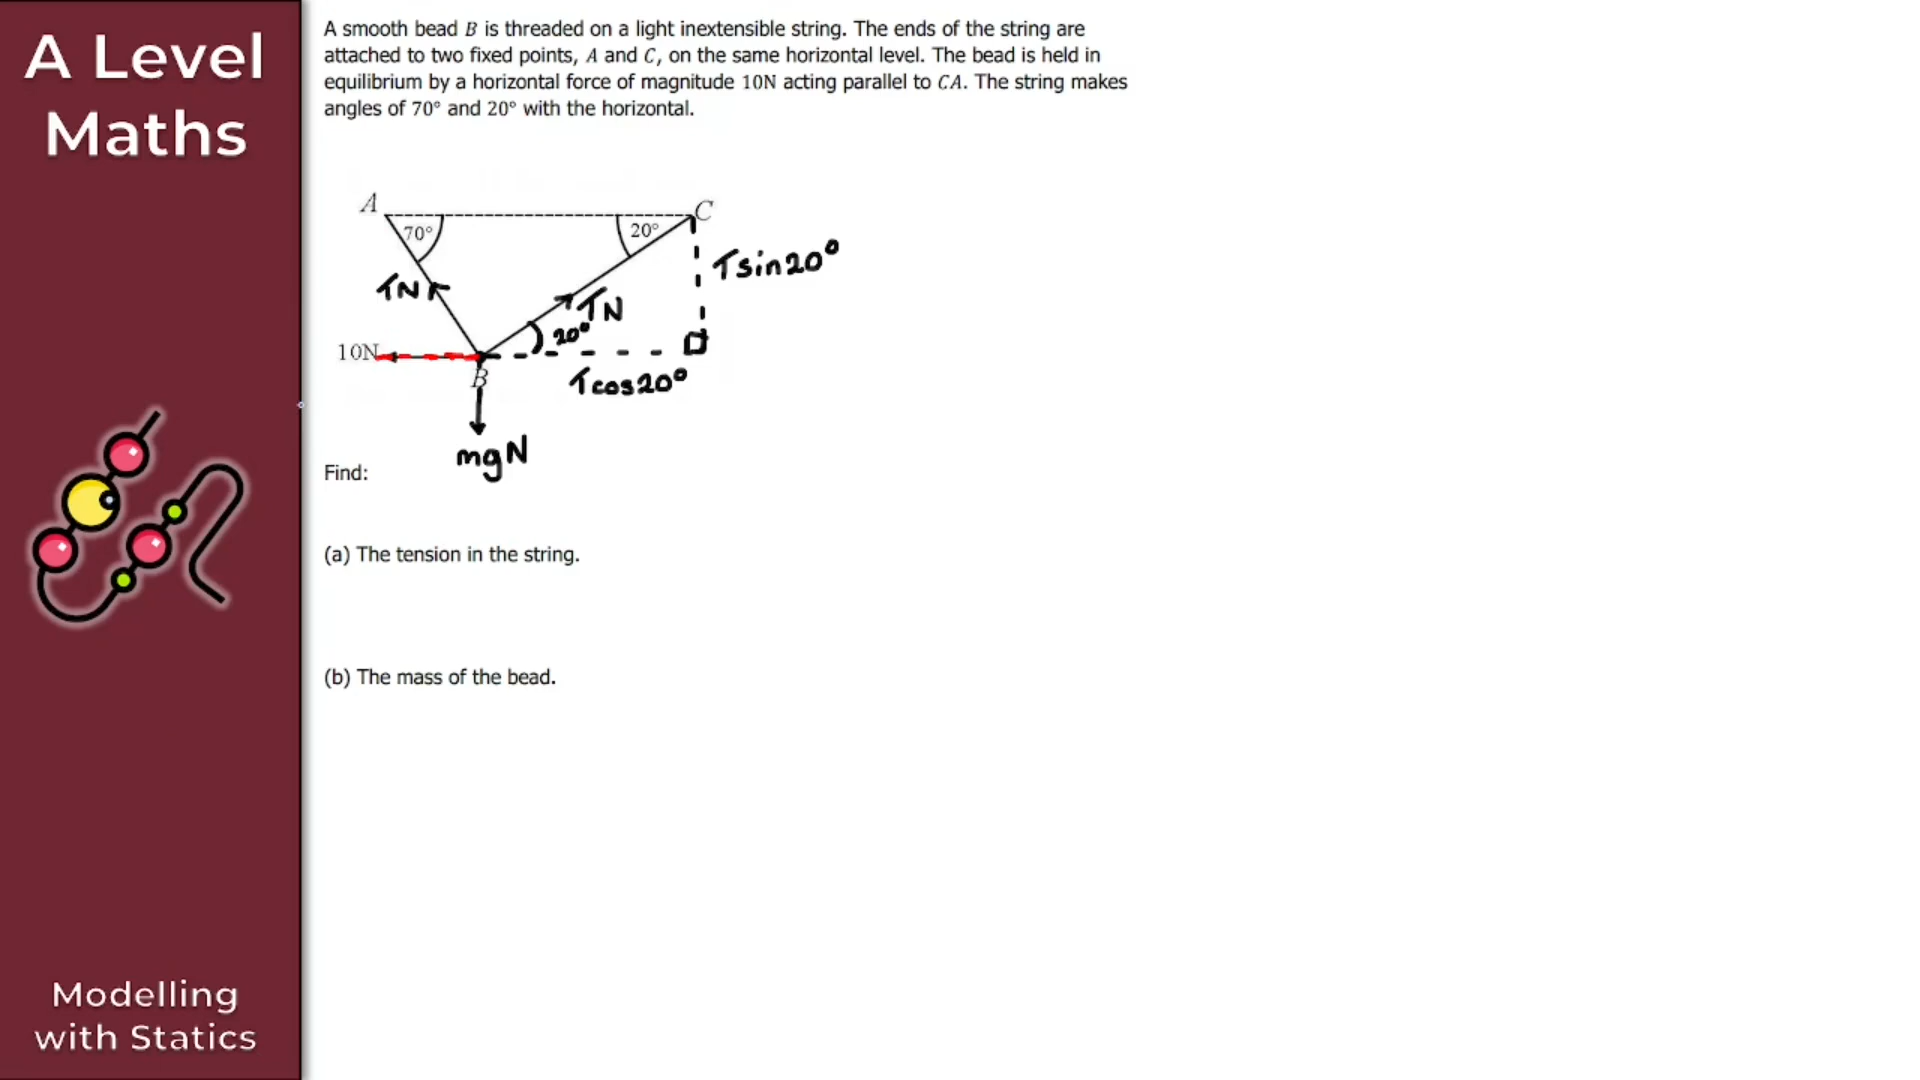 A Level
Maths
A smooth bead B is threaded on a light inextensible string. The ends of the string are
attached to two fixed points, A and C, on the same horizontal level. The bead is held in
equilibrium by a horizontal force of magnitude 10N acting parallel to CA. The string makes
angles of 70° and 20° with the horizontal.
A
C
70°
20°
Tsin20°
TN
TN
20°
10N
B
Tcos20°
mgN
Find:
(a) The tension in the string.
(b) The mass of the bead.
Modelling
with Statics